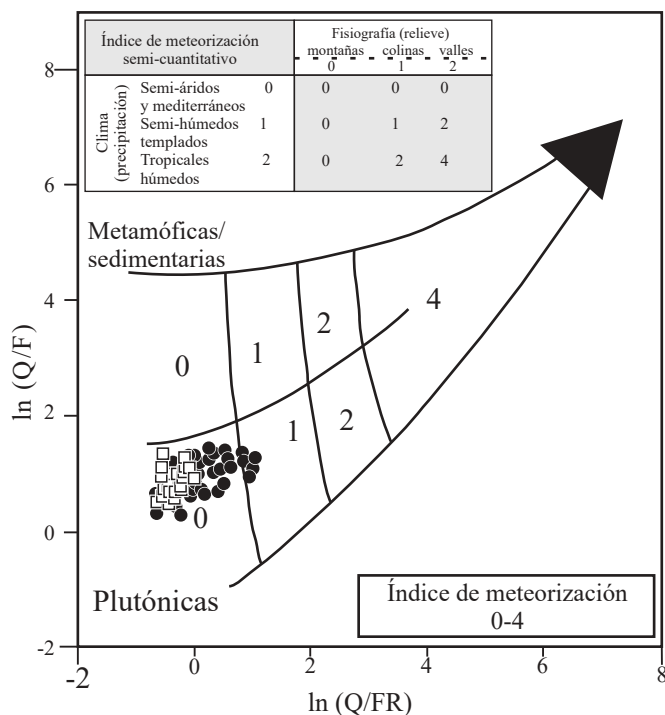 Índice de meteorización
semi-cuantitativo
Fisiografía (relieve)
montañas colinas valles
0 1 2
Clima
(precipitación)
Semi-áridos 0 0 0 0
y mediterráneos
Semi-húmedos 1 0 1 2
templados
Tropicales 2 0 2 4
húmedos
8
6
4
2
0
-2
ln (Q/F)
Metamóficas/
sedimentarias
0 1 2 4
0 1 2
Plutónicas
Índice de meteorización
0-4
-2 0 2 4 6 8
ln (Q/FR)